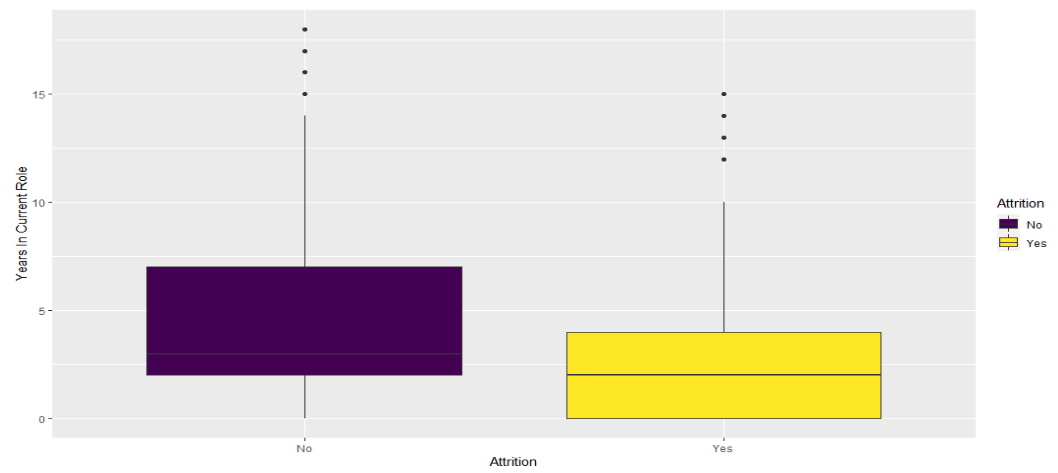 15
10
5
0
Years In Current Role
No
Yes
Attrition
Attrition
No
Yes